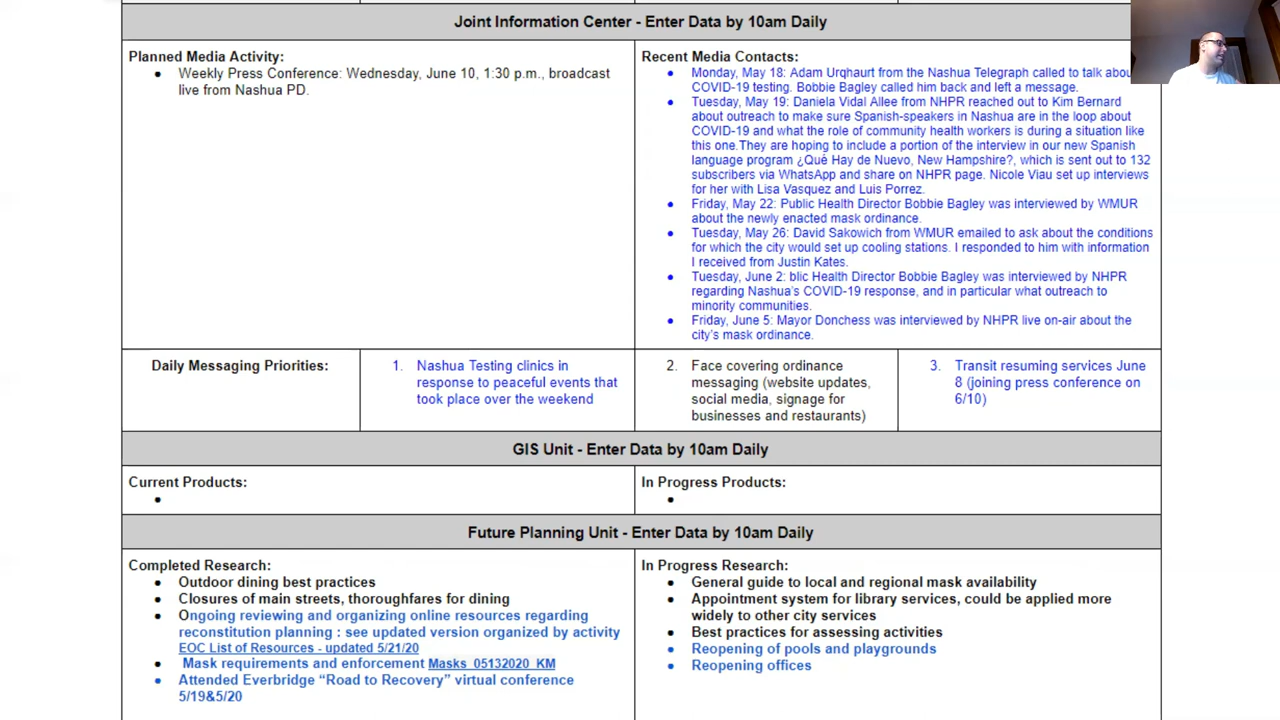 Joint Information Center - Enter Data by 10am Daily
Planned Media Activity:
● Weekly Press Conference: Wednesday, June 10, 1:30 p.m., broadcast
live from Nashua PD.
Recent Media Contacts:
● Monday, May 18: Adam Urqhaurt from the Nashua Telegraph called to talk
COVID-19 testing. Bobbie Bagley called him back and left a message.
● Tuesday, May 19: Daniela Vidal Allee from NHPR reached out to Kim Bernard
about outreach to make sure Spanish-speakers in Nashua are in the loop about
COVID-19 and what the role of community health workers is during a situation like
this one.They are hoping to include a portion of the interview in our new Spanish
language program ¿Qué Hay de Nuevo, New Hampshire?, which is sent out to 132
subscribers via WhatsApp and share on NHPR page. Nicole Viau set up interviews
for her with Lisa Vasquez and Luis Porrez.
● Friday, May 22: Public Health Director Bobbie Bagley was interviewed by WMUR
about the newly enacted mask ordinance.
● Tuesday, May 26: David Sakowich from WMUR emailed to ask about the conditions
for which the city would set up cooling stations. I responded to him with information
I received from Justin Kates.
● Tuesday, June 2: blic Health Director Bobbie Bagley was interviewed by NHPR
regarding Nashua's COVID-19 response, and in particular what outreach to
minority communities.
● Friday, June 5: Mayor Donchess was interviewed by NHPR live on-air about the
city's mask ordinance.
Daily Messaging Priorities:
1. Nashua Testing clinics in
response to peaceful events that
took place over the weekend
2. Face covering ordinance
messaging (website updates,
social media, signage for
businesses and restaurants)
3. Transit resuming services June
8 (joining press conference on
6/10)
GIS Unit - Enter Data by 10am Daily
Current Products:
●
In Progress Products:
●
Future Planning Unit - Enter Data by 10am Daily
Completed Research:
● Outdoor dining best practices
● Closures of main streets, thoroughfares for dining
● Ongoing reviewing and organizing online resources regarding
reconstitution planning : see updated version organized by activity
EOC List of Resources - updated 5/21/20
● Mask requirements and enforcement Masks_05132020_KM
● Attended Everbridge “Road to Recovery” virtual conference
5/19&5/20
In Progress Research:
● General guide to local and regional mask availability
● Appointment system for library services, could be applied more
widely to other city services
● Best practices for assessing activities
● Reopening of pools and playgrounds
● Reopening offices